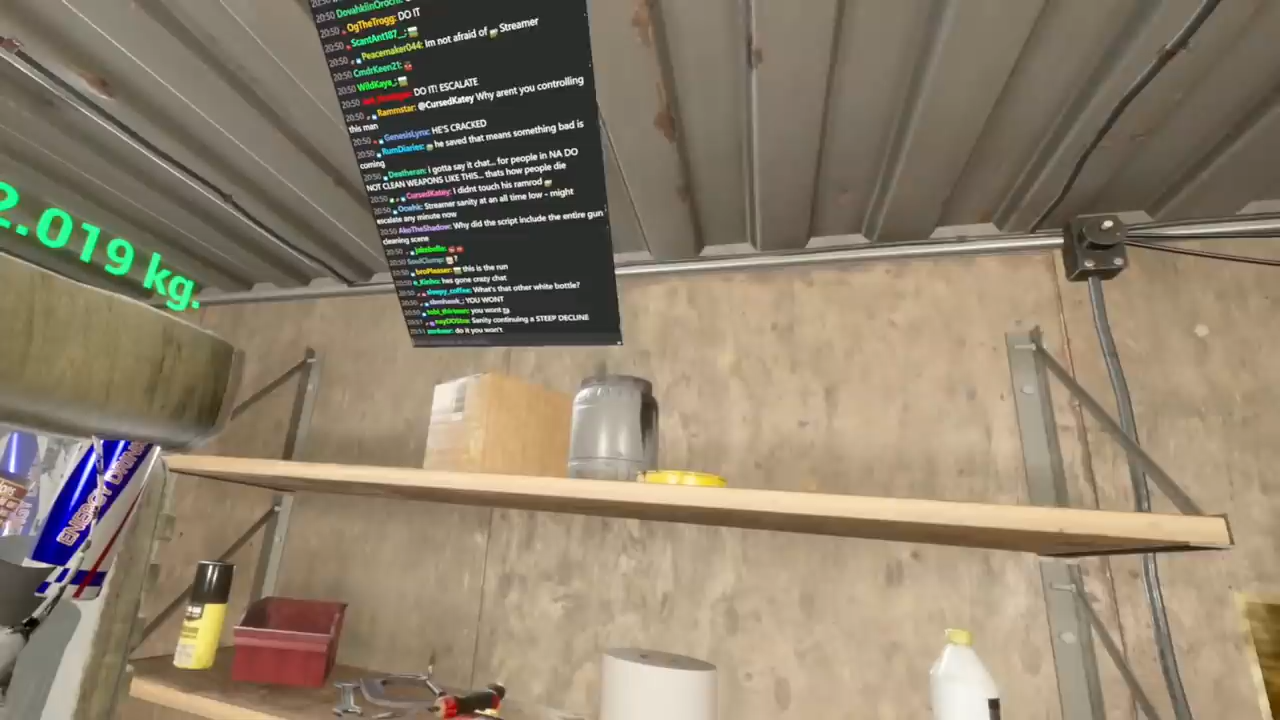 20:50 DovahkiinOrochi:
20:50 OgTheTrogg: DO IT
20:50 ScantAnt187_:
20:50 Peacemaker044: Im not afraid of Streamer
20:50 CmdrKeen21:
20:50 WildKaya_:
20:50 DO IT! ESCALATE
20:50 Rammstar: @CursedKatey Why arent you controlling
this man
20:50 GenesisLynx: HE'S CRACKED
20:50 RumDiaries: he saved that means something bad is
coming
20:50 Deatheran: i gotta say it chat... for people in NA DO
NOT CLEAN WEAPONS LIKE THIS... thats how people die
20:50 CursedKatey: I didnt touch his ramrod
20:50 Streamer sanity at an all time low - might
escalate any minute now
20:50 AkoTheShadow: Why did the script include the entire gun
cleaning scene
20:50
20:50
20:50 broPleaser: this is the run
20:50 hes gone crazy chat
20:50 sleepy_coffee: What's that other white bottle?
20:50 YOU WONT
20:50 you wont
20:51 Sanity continuing a STEEP DECLINE
20:51 do it you won't
2.019 kg.
ENERGY DRINK